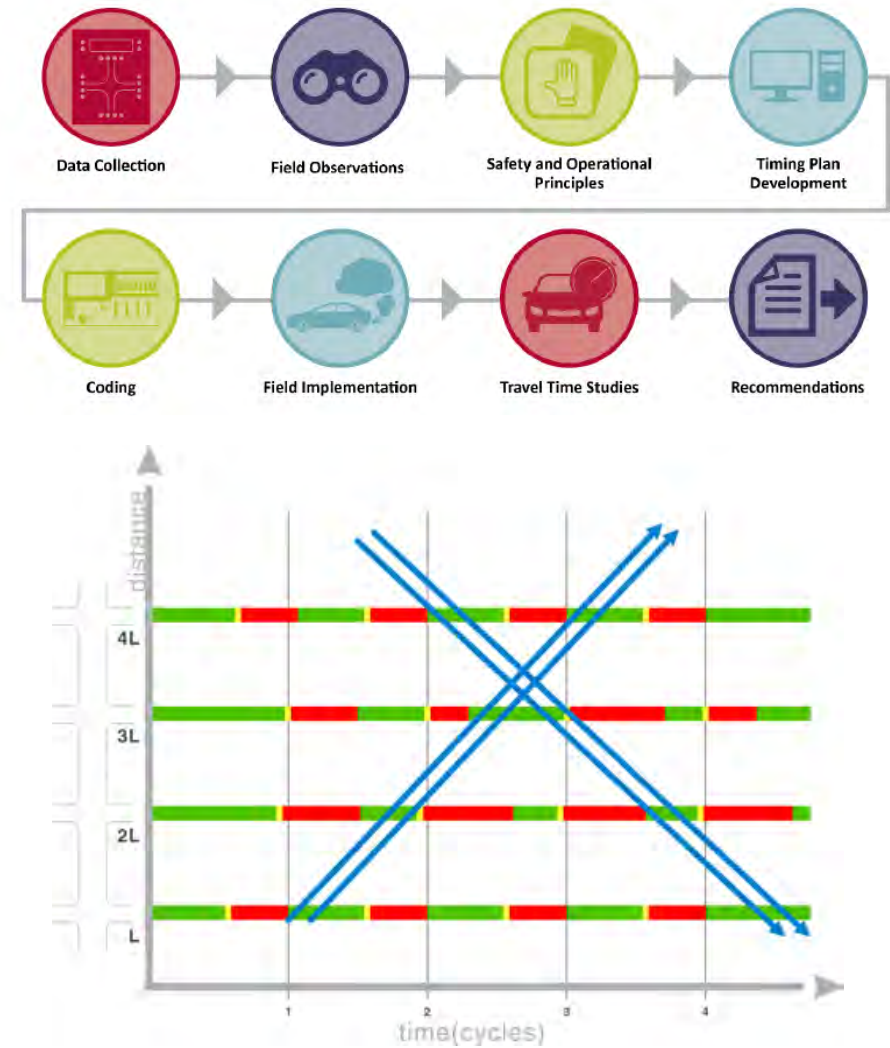 Data Collection
Field Observations
Safety and Operational
Principles
Timing Plan
Development
Coding
Field Implementation
Travel Time Studies
Recommendations
distance
4L
3L
2L
L
1
2
3
4
time(cycles)